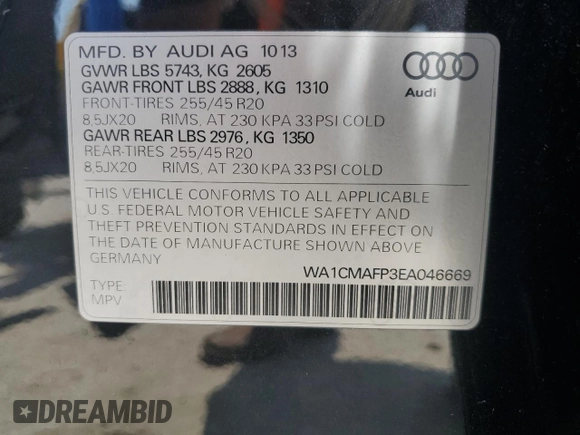 MFD. BY AUDI AG 10 13
GVWR LBS 5743, KG 2605
GAWR FRONT LBS 2888, KG 1310
FRONT-TIRES 255/45 R20
8,5JX20 RIMS, AT 230 KPA 33 PSI COLD
GAWR REAR LBS 2976, KG 1350
REAR-TIRES 255/45 R20
8,5JX20 RIMS, AT 230 KPA 33 PSI COLD
THIS VEHICLE CONFORMS TO ALL APPLICABLE
U.S. FEDERAL MOTOR VEHICLE SAFETY AND
THEFT PREVENTION STANDARDS IN EFFECT ON
THE DATE OF MANUFACTURE SHOWN ABOVE
GERMANY
WA1CMAFP3EA046669
TYPE
MPV
Audi
DREAMBID